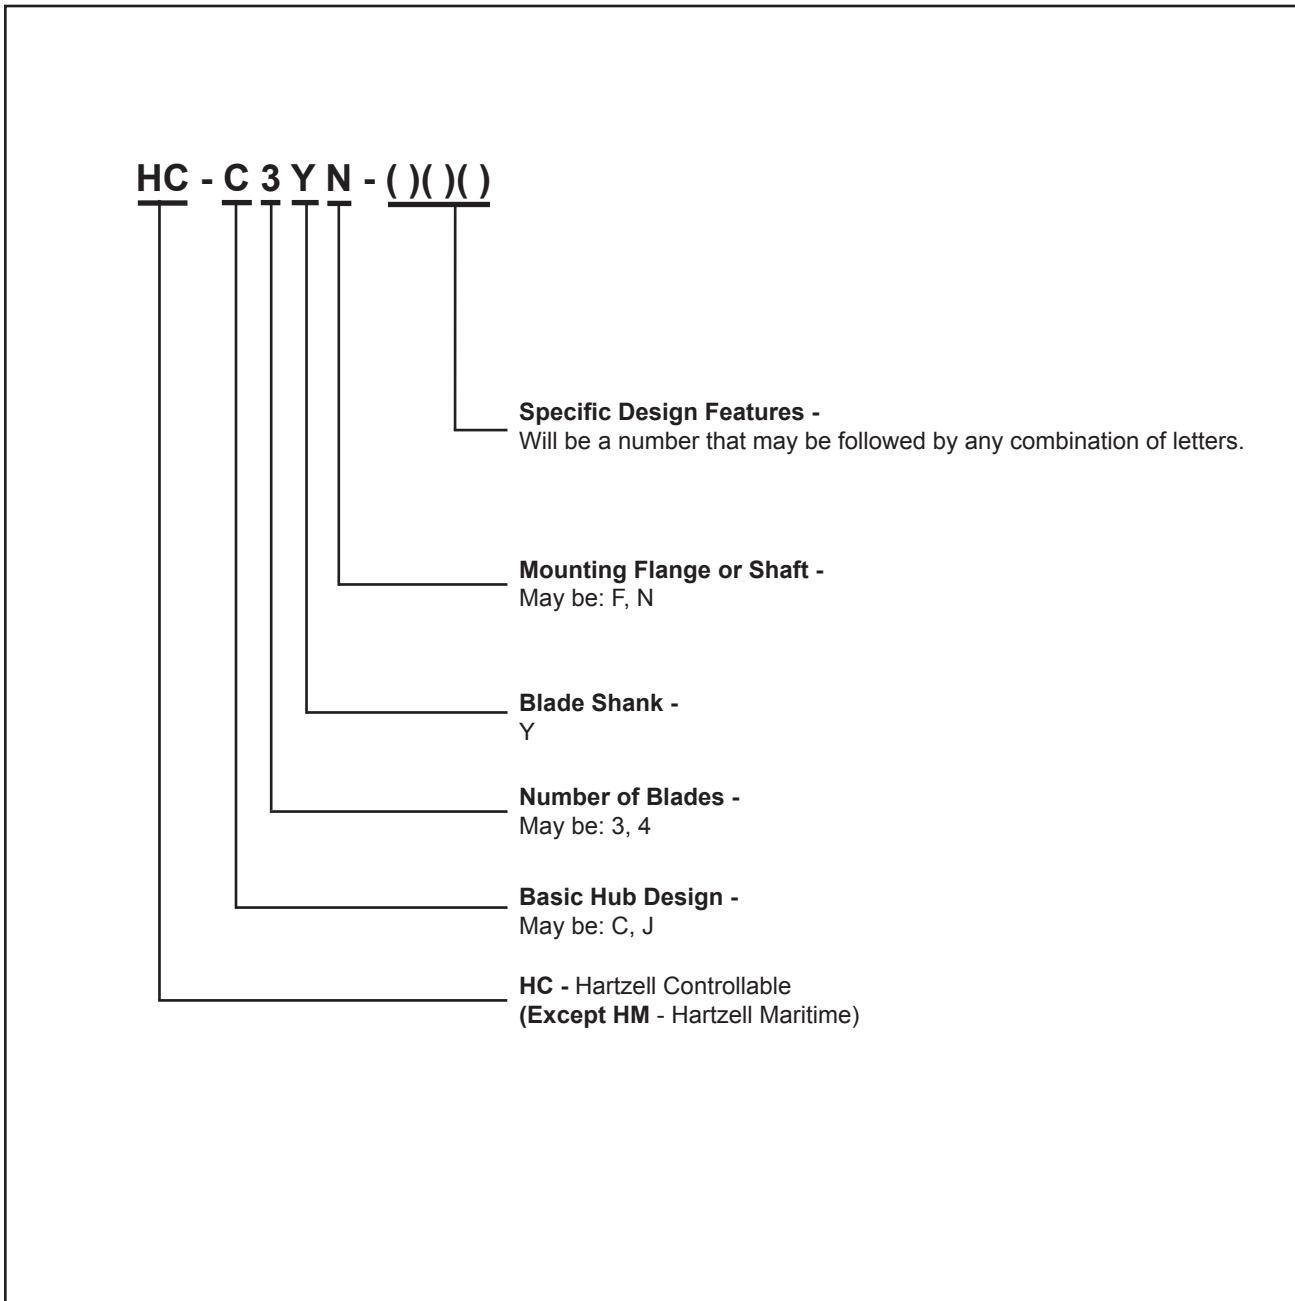 HC - C 3 Y N - ( )( )( )
Specific Design Features -
Will be a number that may be followed by any combination of letters.
Mounting Flange or Shaft -
May be: F, N
Blade Shank -
Y
Number of Blades -
May be: 3, 4
Basic Hub Design -
May be: C, J
HC - Hartzell Controllable
(Except HM - Hartzell Maritime)